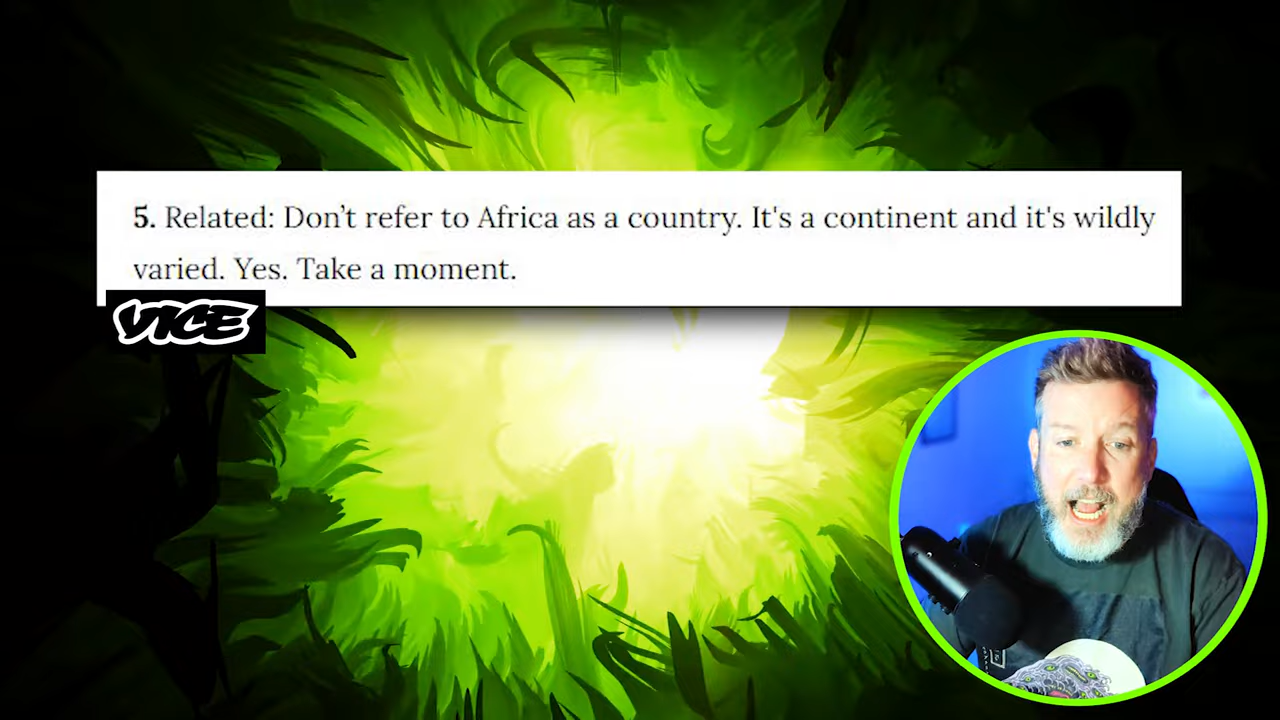 5. Related: Don’t refer to Africa as a country. It's a continent and it's wildly
varied. Yes. Take a moment.
VICE